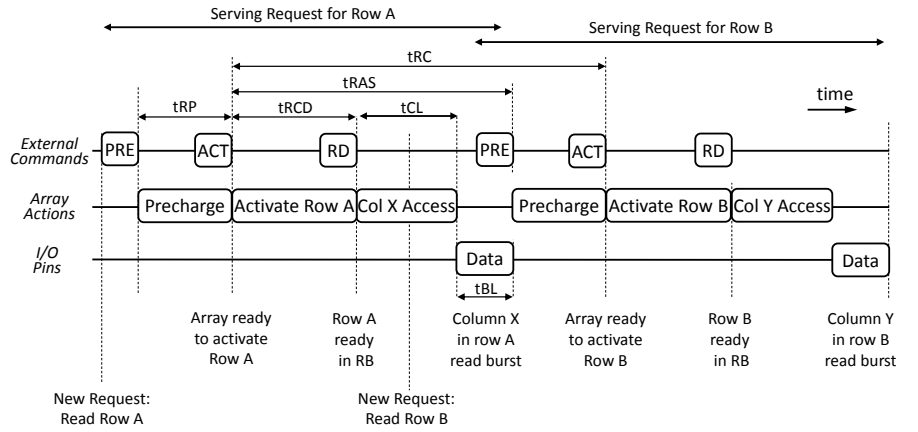 Serving Request for Row A
Serving Request for Row B
tRC
tRAS
tRP
tRCD
tCL
time
External
Commands
PRE
ACT
RD
PRE
ACT
RD
Array
Actions
Precharge
Activate Row A
Col X Access
Precharge
Activate Row B
Col Y Access
I/O
Pins
Data
Data
tBL
Array ready
to activate
Row A
Row A
ready
in RB
Column X
in row A
read burst
Array ready
to activate
Row B
Row B
ready
in RB
Column Y
in row B
read burst
New Request:
Read Row A
New Request:
Read Row B